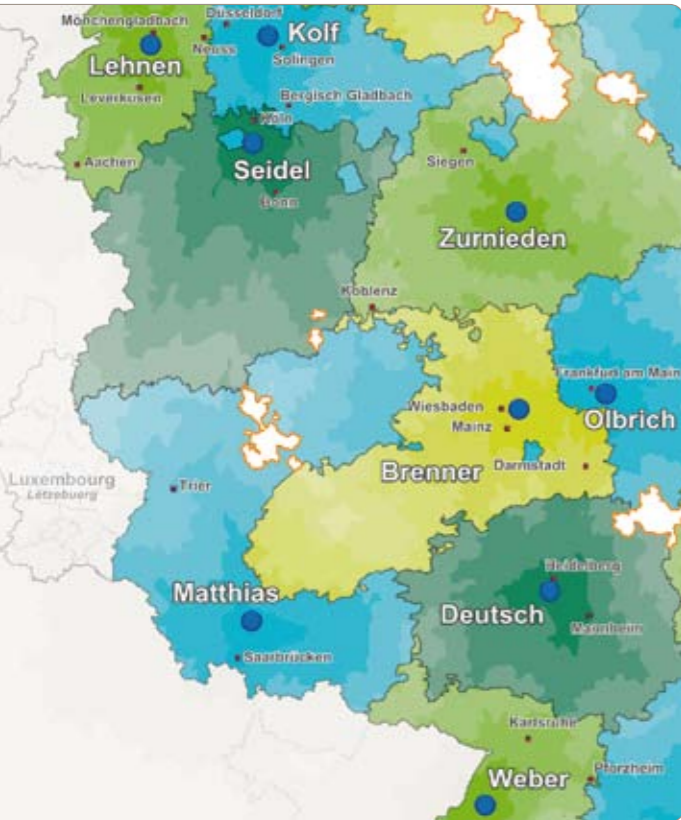 Mönchengladbach
Düsseldorf
Kolf
Neuss
Solingen
Lehnen
Leverkusen
Bergisch Gladbach
Köln
Aachen
Siegen
Seidel
Bonn
Zurnieden
Koblenz
Frankfurt am Main
Wiesbaden
Olbrich
Mainz
Brenner
Darmstadt
Luxembourg
Lëtzebuerg
Trier
Heidelberg
Matthias
Deutsch
Mannheim
Saarbrücken
Karlsruhe
Pforzheim
Weber